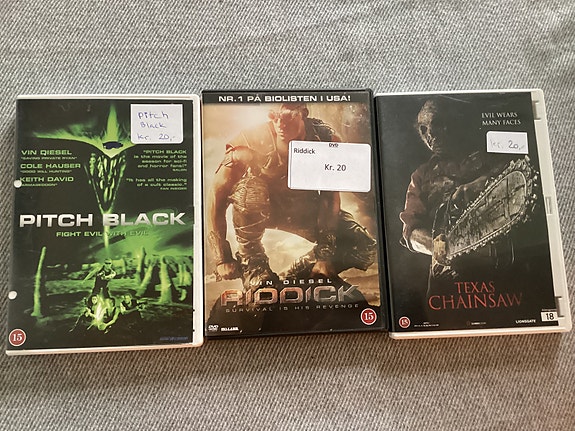 pitch
Black
kr. 20,-
VIN DIESEL
"SAVING PRIVATE RYAN"
COLE HAUSER
"GOOD WILL HUNTING"
KEITH DAVID
"ARMAGEDDON"
"PITCH BLACK
is the movie of the
season for sci-fi
and horror fans!"
"It has all the making
of a cult classic."
PITCH BLACK
FIGHT EVIL WITH EVIL
15
NR.1 PÅ BIOLISTEN I USA!
DVD
Riddick
Kr. 20
VIN DIESEL
RIDDICK
SURVIVAL IS HIS REVENGE
DVD
15
EVIL WEARS
MANY FACES
kr. 20,-
TEXAS
CHAINSAW
15
LIONSGATE
18